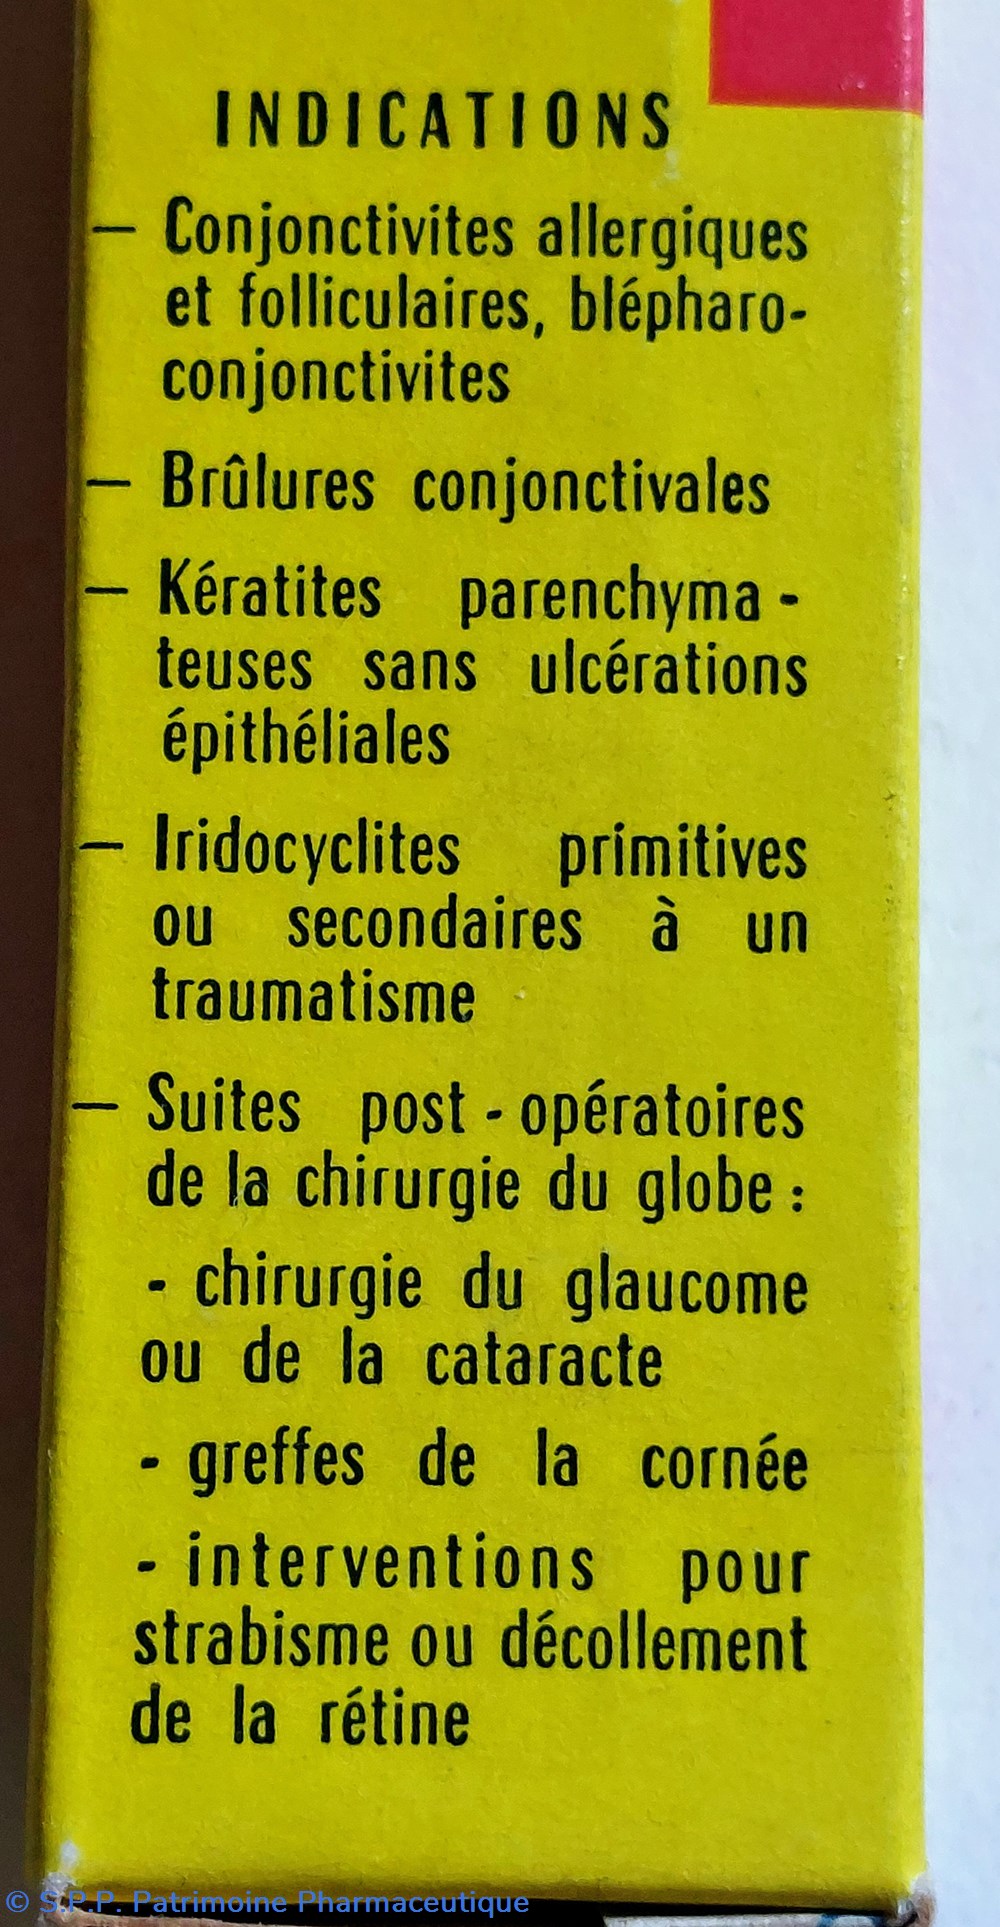 INDICATIONS
— Conjonctivites allergiques
et folliculaires, blépharo-
conjonctivites
— Brûlures conjonctivales
— Kératites parenchyma-
teuses sans ulcérations
épithéliales
— Iridocyclites primitives
ou secondaires à un
traumatisme
— Suites post-opératoires
de la chirurgie du globe :
- chirurgie du glaucome
ou de la cataracte
- greffes de la cornée
- interventions pour
strabisme ou décollement
de la rétine
© S.P.P. Patrimoine Pharmaceutique